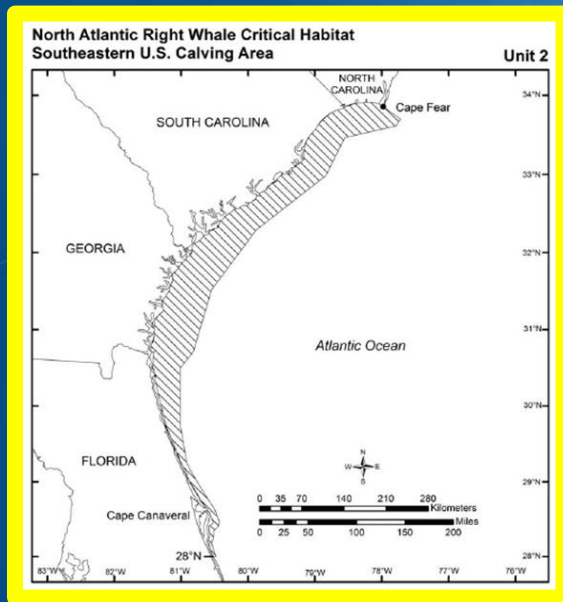 North Atlantic Right Whale Critical Habitat
Southeastern U.S. Calving Area
Unit 2
NORTH
CAROLINA
34°N
Cape Fear
SOUTH CAROLINA
33°N
GEORGIA
32°N
31°N
Atlantic Ocean
30°N
FLORIDA
N
W E
S
29°N
0 35 70 140 210 280
Kilometers
Cape Canaveral
Miles
0 25 50 100 150 200
28°N
28°N
83°W 82°W 81°W 80°W 79°W 78°W 77°W 76°W